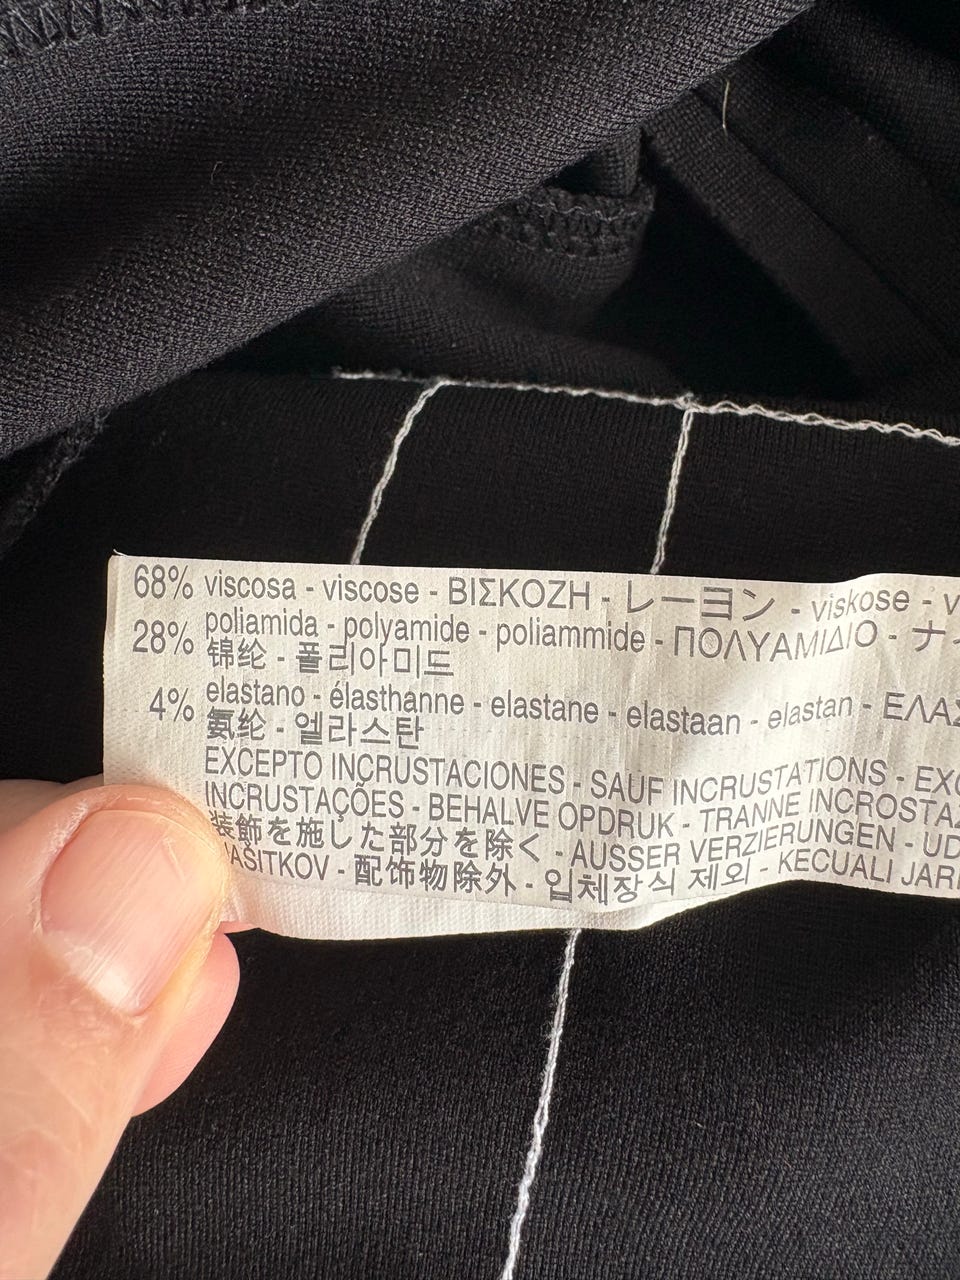 68% viscosa - viscose - ΒΙΣΚΟΖΗ - レーヨン - viskose -
28% poliamida - polyamide - poliammide - ΠΟΛΥΑΜΙΔΙΟ -
锦纶 - 폴리아미드
4% elastano - élasthanne - elastane - elastaan - elastan -
氨纶 - 엘라스탄
EXCEPTO INCRUSTACIONES - SAUF INCRUSTATIONS -
INCRUSTAÇÕES - BEHALVE OPDRUK - TRANNE
装飾を施した部分を除く - AUSSER VERZIERUNGEN -
配饰物除外 - 입체장식 제외 - KECUALI